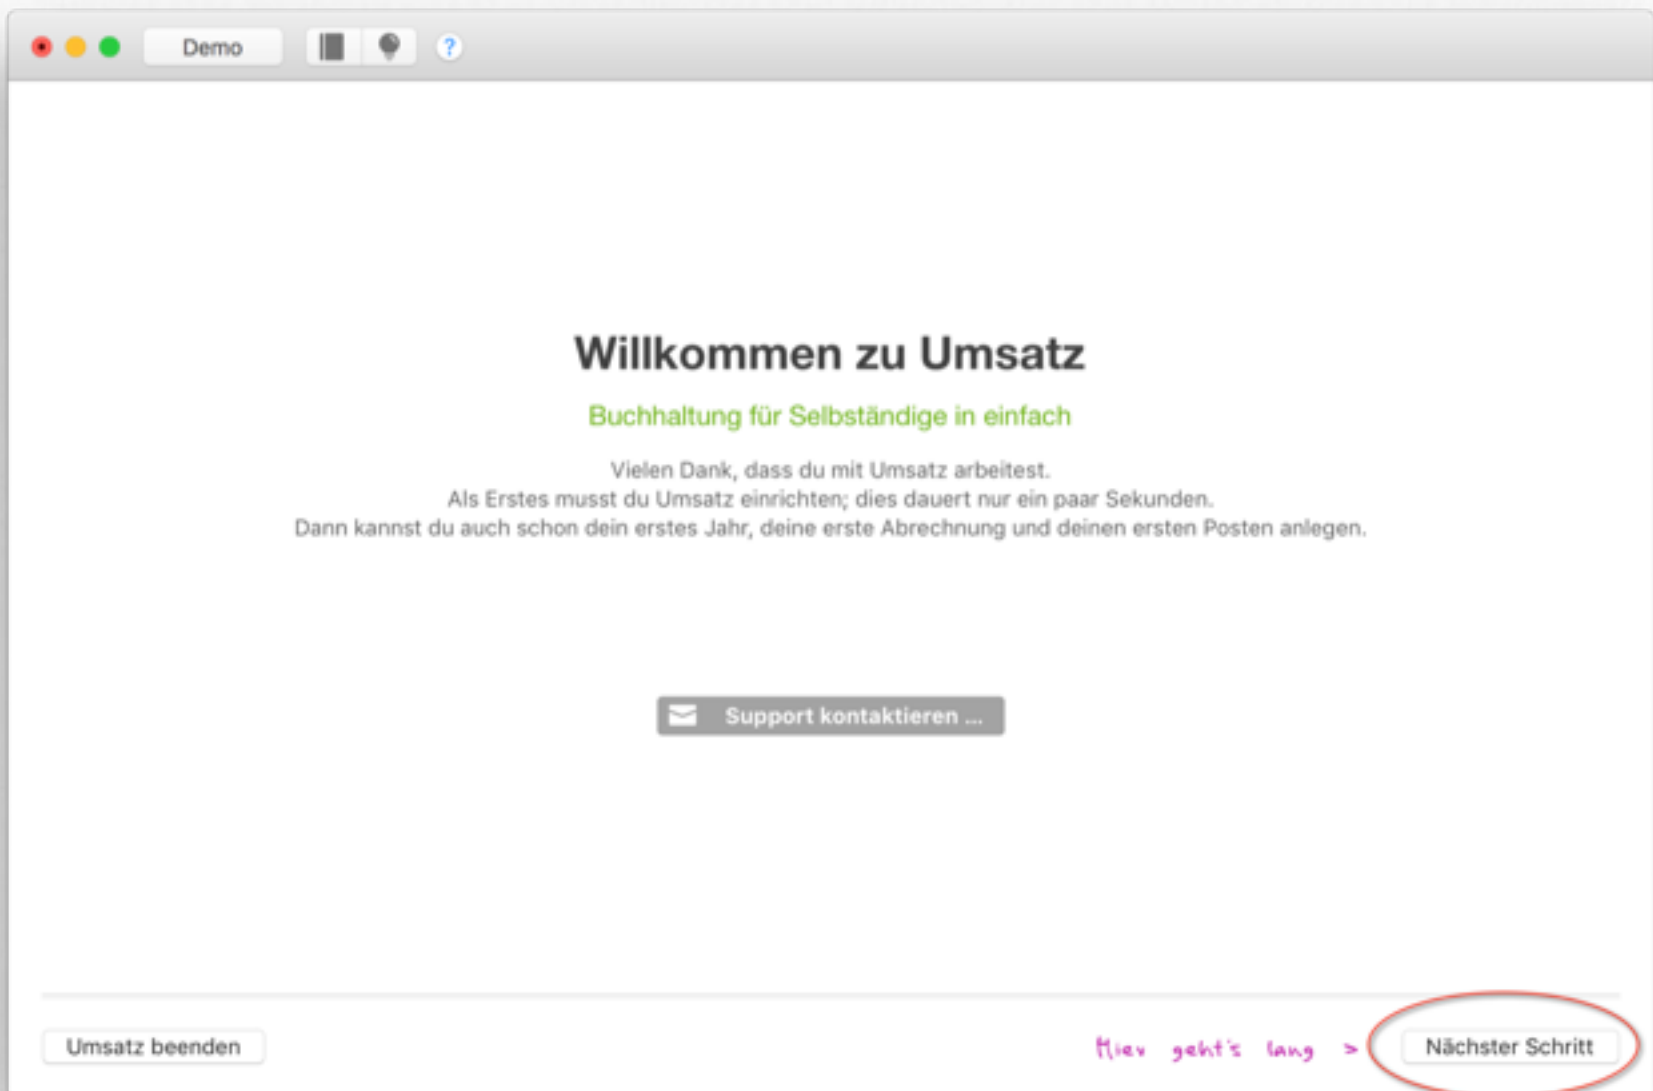 Demo
?
Willkommen zu Umsatz
Buchhaltung für Selbständige in einfach
Vielen Dank, dass du mit Umsatz arbeitest.
Als Erstes musst du Umsatz einrichten; dies dauert nur ein paar Sekunden.
Dann kannst du auch schon dein erstes Jahr, deine erste Abrechnung und deinen ersten Posten anlegen.
Support kontaktieren ...
Umsatz beenden
Hier geht's lang >
Nächster Schritt